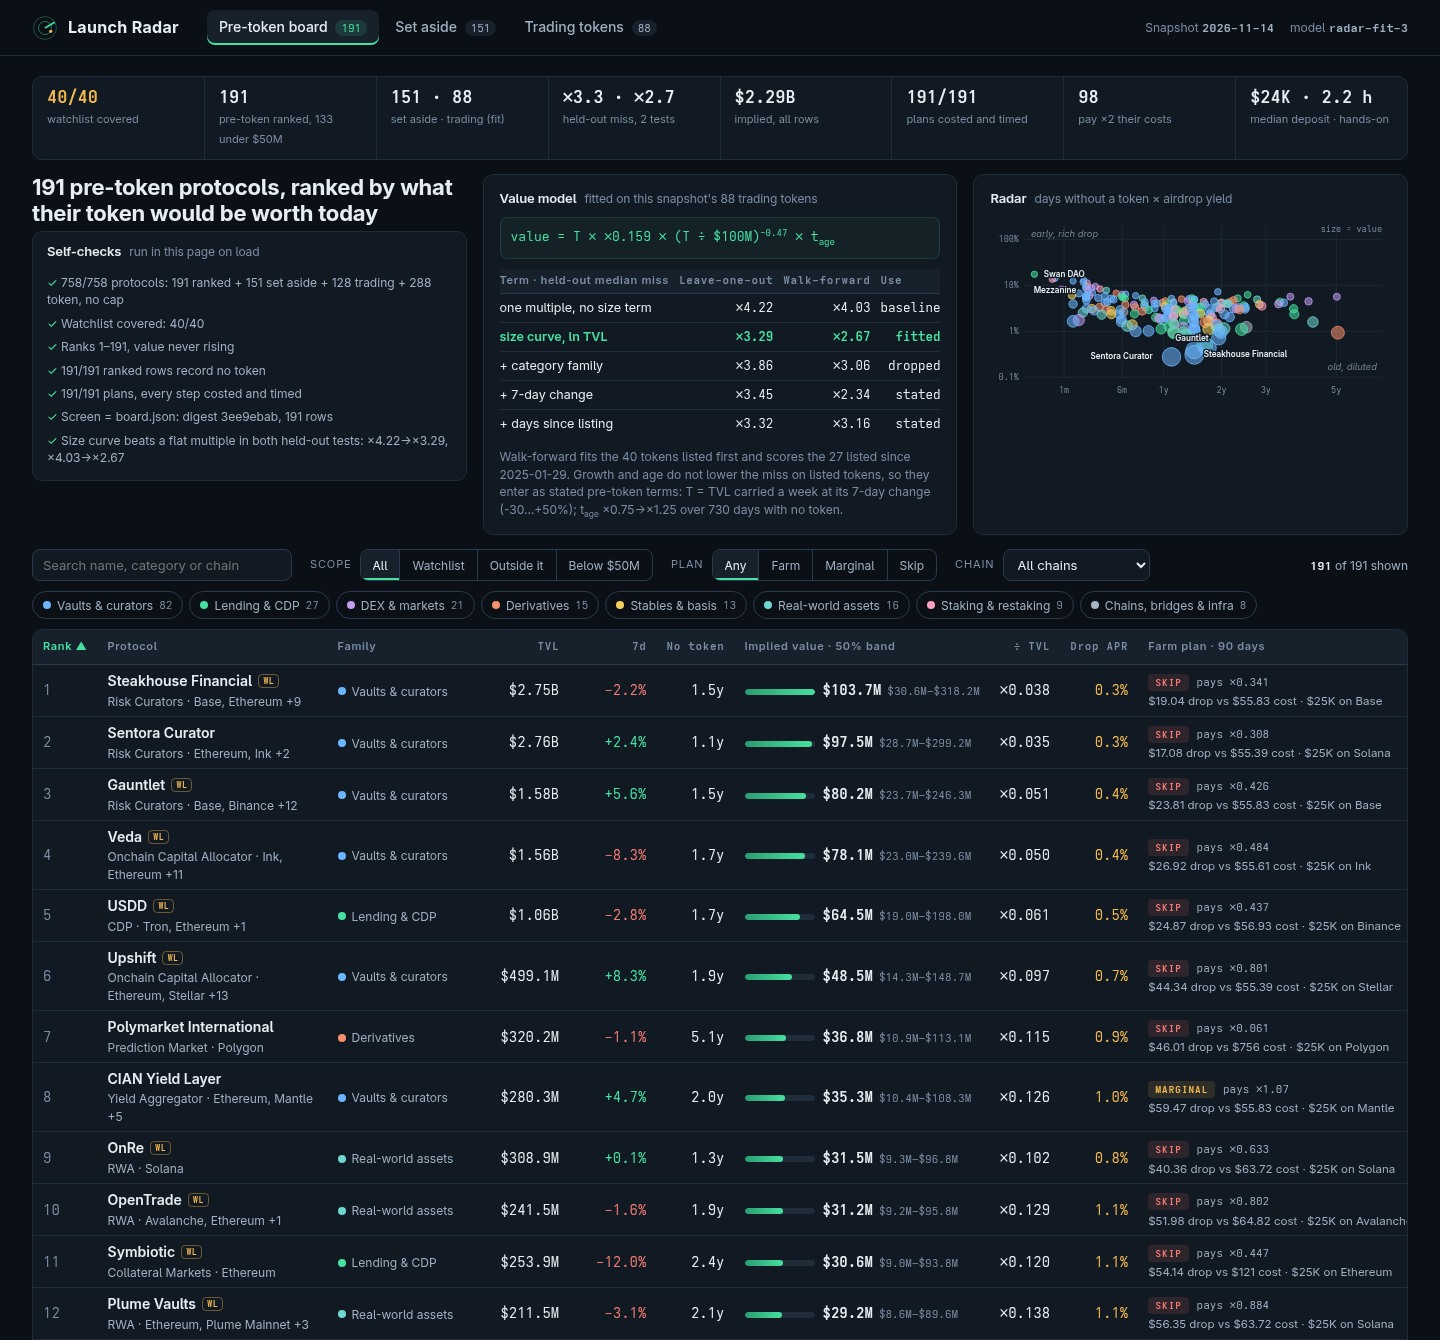 Launch Radar
Pre-token board 191
Set aside 151
Trading tokens 88
Snapshot 2026-11-14 model radar-fit-3
40/40
watchlist covered
191
pre-token ranked, 133
under $50M
151 · 88
set aside · trading (fit)
×3.3 · ×2.7
held-out miss, 2 tests
$2.29B
implied, all rows
191/191
plans costed and timed
98
pay ×2 their costs
$24K · 2.2 h
median deposit · hands-on
191 pre-token protocols, ranked by what
their token would be worth today
Self-checks run in this page on load
✓ 758/758 protocols: 191 ranked + 151 set aside + 128 trading + 288
token, no cap
✓ Watchlist covered: 40/40
✓ Ranks 1–191, value never rising
✓ 191/191 ranked rows record no token
✓ 191/191 plans, every step costed and timed
✓ Screen = board.json: digest 3ee9ebab, 191 rows
✓ Size curve beats a flat multiple in both held-out tests: ×4.22→×3.29,
×4.03→×2.67
Value model fitted on this snapshot's 88 trading tokens
value = T × ×0.159 × (T ÷ $100M)^−0.47 × t_age
Term · held-out median miss Leave-one-out Walk-forward Use
one multiple, no size term ×4.22 ×4.03 baseline
size curve, ln TVL ×3.29 ×2.67 fitted
+ category family ×3.86 ×3.06 dropped
+ 7-day change ×3.45 ×2.34 stated
+ days since listing ×3.32 ×3.16 stated
Walk-forward fits the 40 tokens listed first and scores the 27 listed since
2025-01-29. Growth and age do not lower the miss on listed tokens, so they
enter as stated pre-token terms: T = TVL carried a week at its 7-day change
(-30…+50%); t_age ×0.75→×1.25 over 730 days with no token.
Radar days without a token × airdrop yield
size = value
early, rich drop
100%
10%
1%
0.1%
Swan DAO
Mezzanine
Gauntlet
Sentora Curator
Steakhouse Financial
old, diluted
1m 6m 1y 2y 3y 5y
Search name, category or chain
SCOPE All Watchlist Outside it Below $50M
PLAN Any Farm Marginal Skip
CHAIN All chains
191 of 191 shown
Vaults & curators 82
Lending & CDP 27
DEX & markets 21
Derivatives 15
Stables & basis 13
Real-world assets 16
Staking & restaking 9
Chains, bridges & infra 8
Rank ▲ Protocol Family TVL 7d No token Implied value · 50% band ÷ TVL Drop APR Farm plan · 90 days
1 Steakhouse Financial WL Vaults & curators $2.75B −2.2% 1.5y $103.7M $30.6M–$318.2M ×0.038 0.3% SKIP pays ×0.341
Risk Curators · Base, Ethereum +9 $19.04 drop vs $55.83 cost · $25K on Base
2 Sentora Curator Vaults & curators $2.76B +2.4% 1.1y $97.5M $28.7M–$299.2M ×0.035 0.3% SKIP pays ×0.308
Risk Curators · Ethereum, Ink +2 $17.08 drop vs $55.39 cost · $25K on Solana
3 Gauntlet WL Vaults & curators $1.58B +5.6% 1.5y $80.2M $23.7M–$246.3M ×0.051 0.4% SKIP pays ×0.426
Risk Curators · Base, Binance +12 $23.81 drop vs $55.83 cost · $25K on Base
4 Veda WL Vaults & curators $1.56B −8.3% 1.7y $78.1M $23.0M–$239.6M ×0.050 0.4% SKIP pays ×0.484
Onchain Capital Allocator · Ink,
Ethereum +11 $26.92 drop vs $55.61 cost · $25K on Ink
5 USDD WL Lending & CDP $1.06B −2.8% 1.7y $64.5M $19.0M–$198.0M ×0.061 0.5% SKIP pays ×0.437
CDP · Tron, Ethereum +1 $24.87 drop vs $56.93 cost · $25K on Binance
6 Upshift WL Vaults & curators $499.1M +8.3% 1.9y $48.5M $14.3M–$148.7M ×0.097 0.7% SKIP pays ×0.801
Onchain Capital Allocator ·
Ethereum, Stellar +13 $44.34 drop vs $55.39 cost · $25K on Stellar
7 Polymarket International Derivatives $320.2M −1.1% 5.1y $36.8M $10.9M–$113.1M ×0.115 0.9% SKIP pays ×0.061
Prediction Market · Polygon $46.01 drop vs $756 cost · $25K on Polygon
8 CIAN Yield Layer Vaults & curators $280.3M +4.7% 2.0y $35.3M $10.4M–$108.3M ×0.126 1.0% MARGINAL pays ×1.07
Yield Aggregator · Ethereum, Mantle
+5 $59.47 drop vs $55.83 cost · $25K on Mantle
9 OnRe WL Real-world assets $308.9M +0.1% 1.3y $31.5M $9.3M–$96.8M ×0.102 0.8% SKIP pays ×0.633
RWA · Solana $40.36 drop vs $63.72 cost · $25K on Solana
10 OpenTrade WL Real-world assets $241.5M −1.6% 1.9y $31.2M $9.2M–$95.8M ×0.129 1.1% SKIP pays ×0.802
RWA · Avalanche, Ethereum +1 $51.98 drop vs $64.82 cost · $25K on Avalanch
11 Symbiotic WL Lending & CDP $253.9M −12.0% 2.4y $30.6M $9.0M–$93.8M ×0.120 1.1% SKIP pays ×0.447
Collateral Markets · Ethereum $54.14 drop vs $121 cost · $25K on Ethereum
12 Plume Vaults WL Real-world assets $211.5M −3.1% 2.1y $29.2M $8.6M–$89.6M ×0.138 1.1% SKIP pays ×0.884
RWA · Ethereum, Plume Mainnet +3 $56.35 drop vs $63.72 cost · $25K on Solana